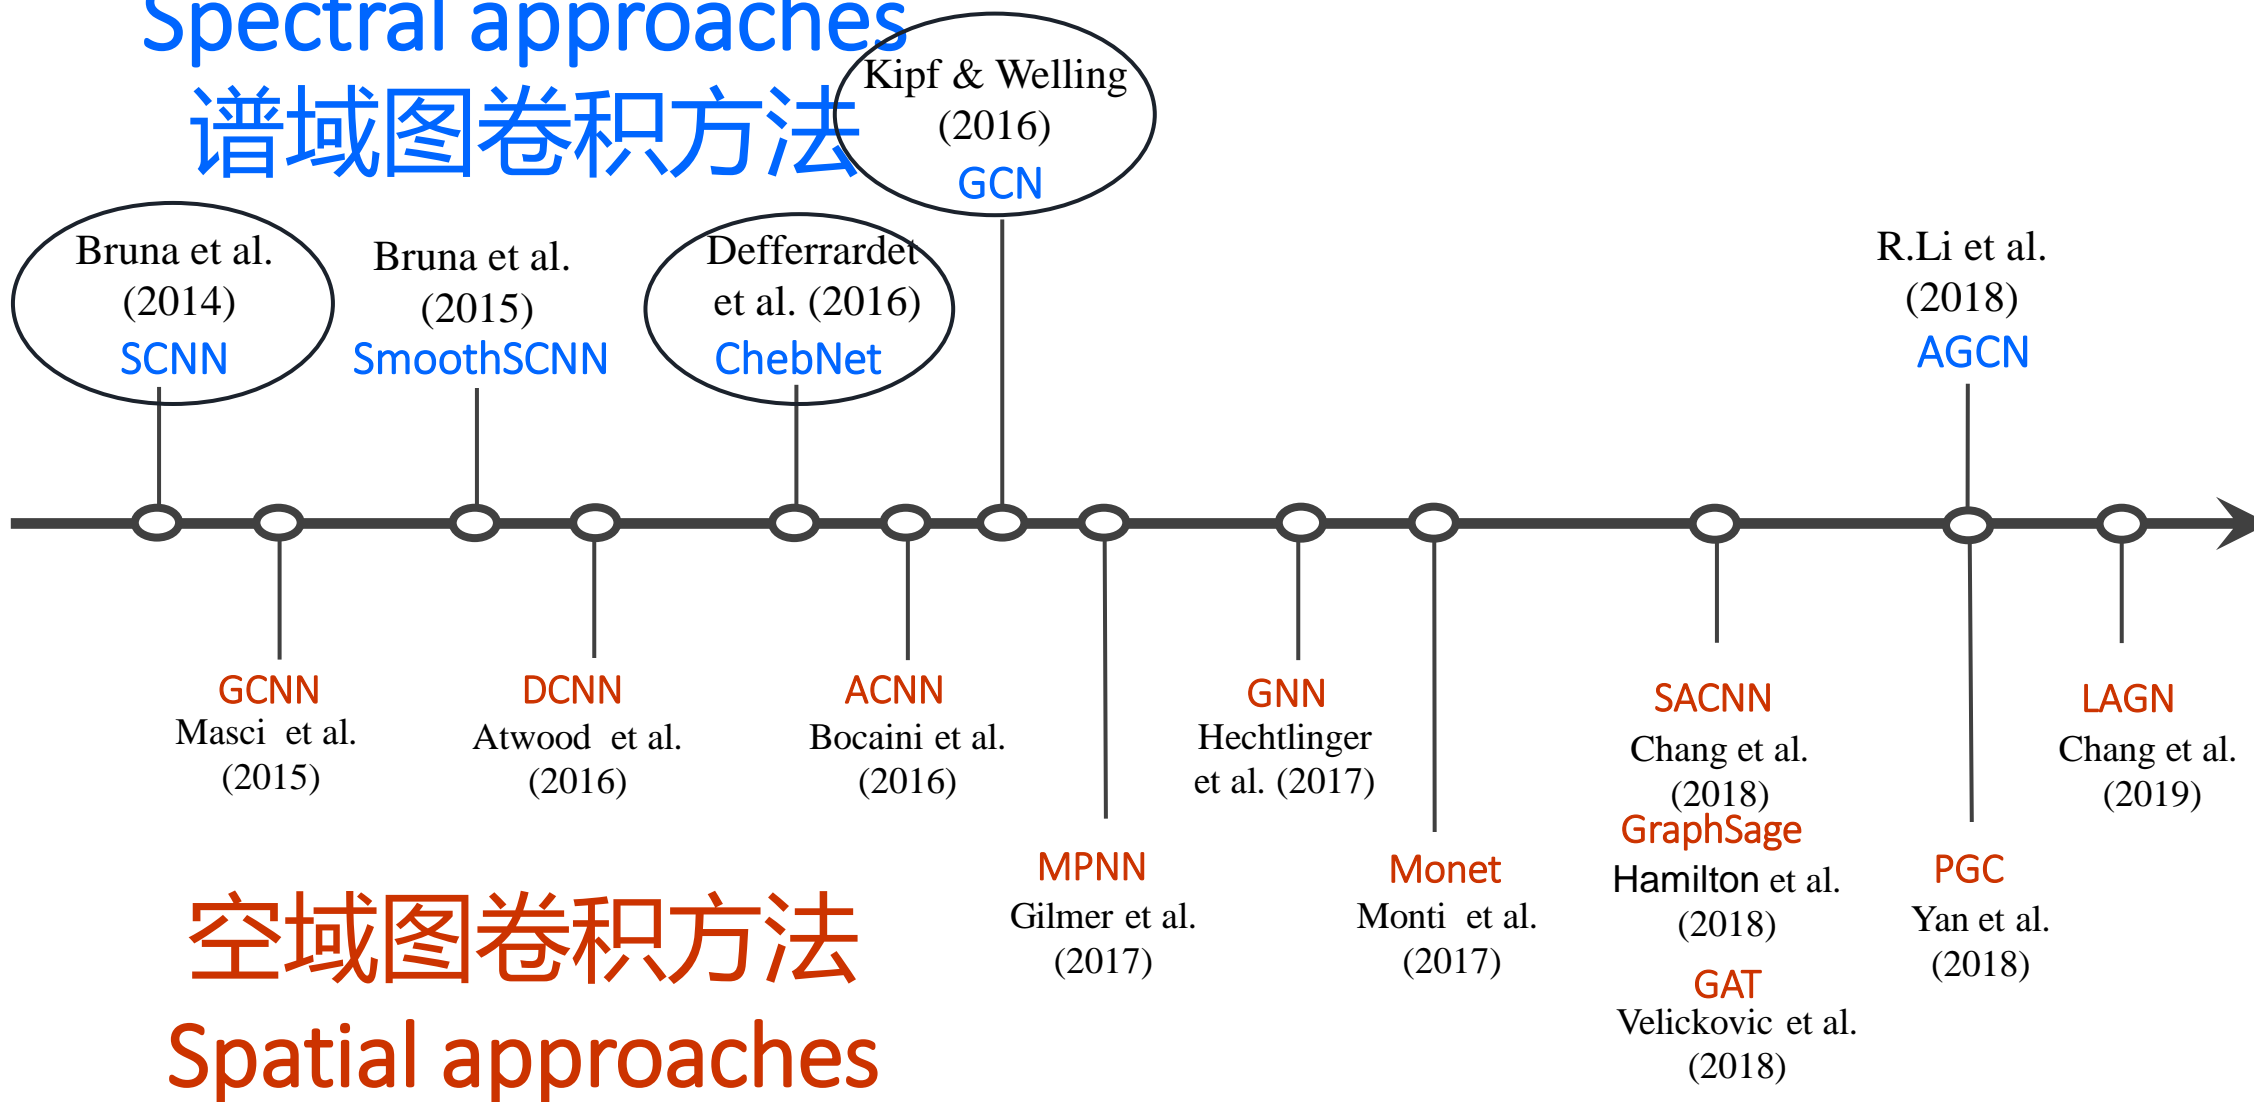 Spectral approaches
谱域图卷积方法
Kipf & Welling
(2016)
GCN
Bruna et al.
(2014)
SCNN
Bruna et al.
(2015)
SmoothSCNN
Defferrardet
et al. (2016)
ChebNet
R.Li et al.
(2018)
AGCN
GCNN
Masci et al.
(2015)
DCNN
Atwood et al.
(2016)
ACNN
Bocaini et al.
(2016)
MPNN
Gilmer et al.
(2017)
GNN
Hechtlinger
et al. (2017)
Monet
Monti et al.
(2017)
SACNN
Chang et al.
(2018)
GraphSage
Hamilton et al.
(2018)
GAT
Velickovic et al.
(2018)
PGC
Yan et al.
(2018)
LAGN
Chang et al.
(2019)
空域图卷积方法
Spatial approaches